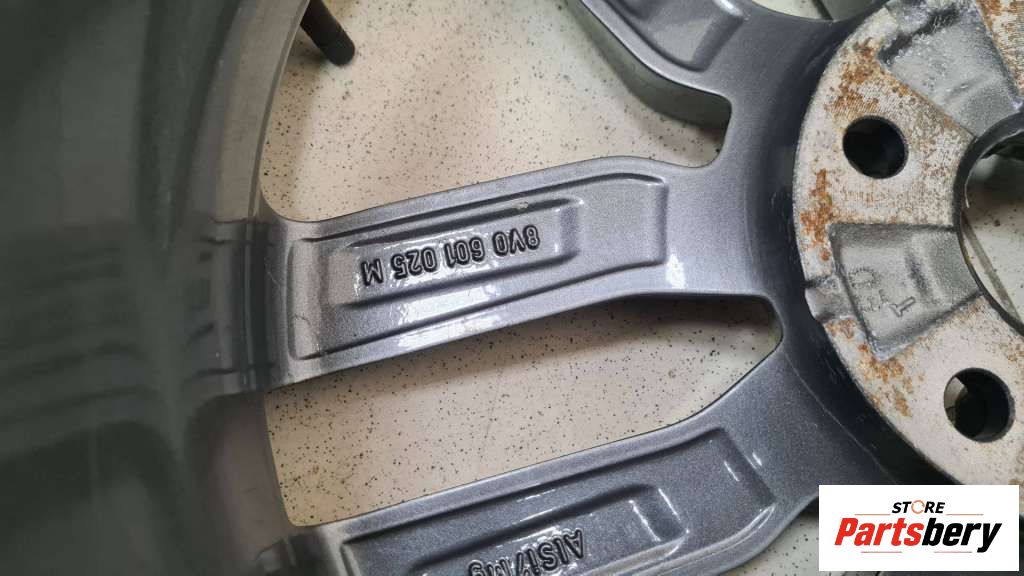 8V0 601 025 M
AlSi7Mg
STORE
Partsbery